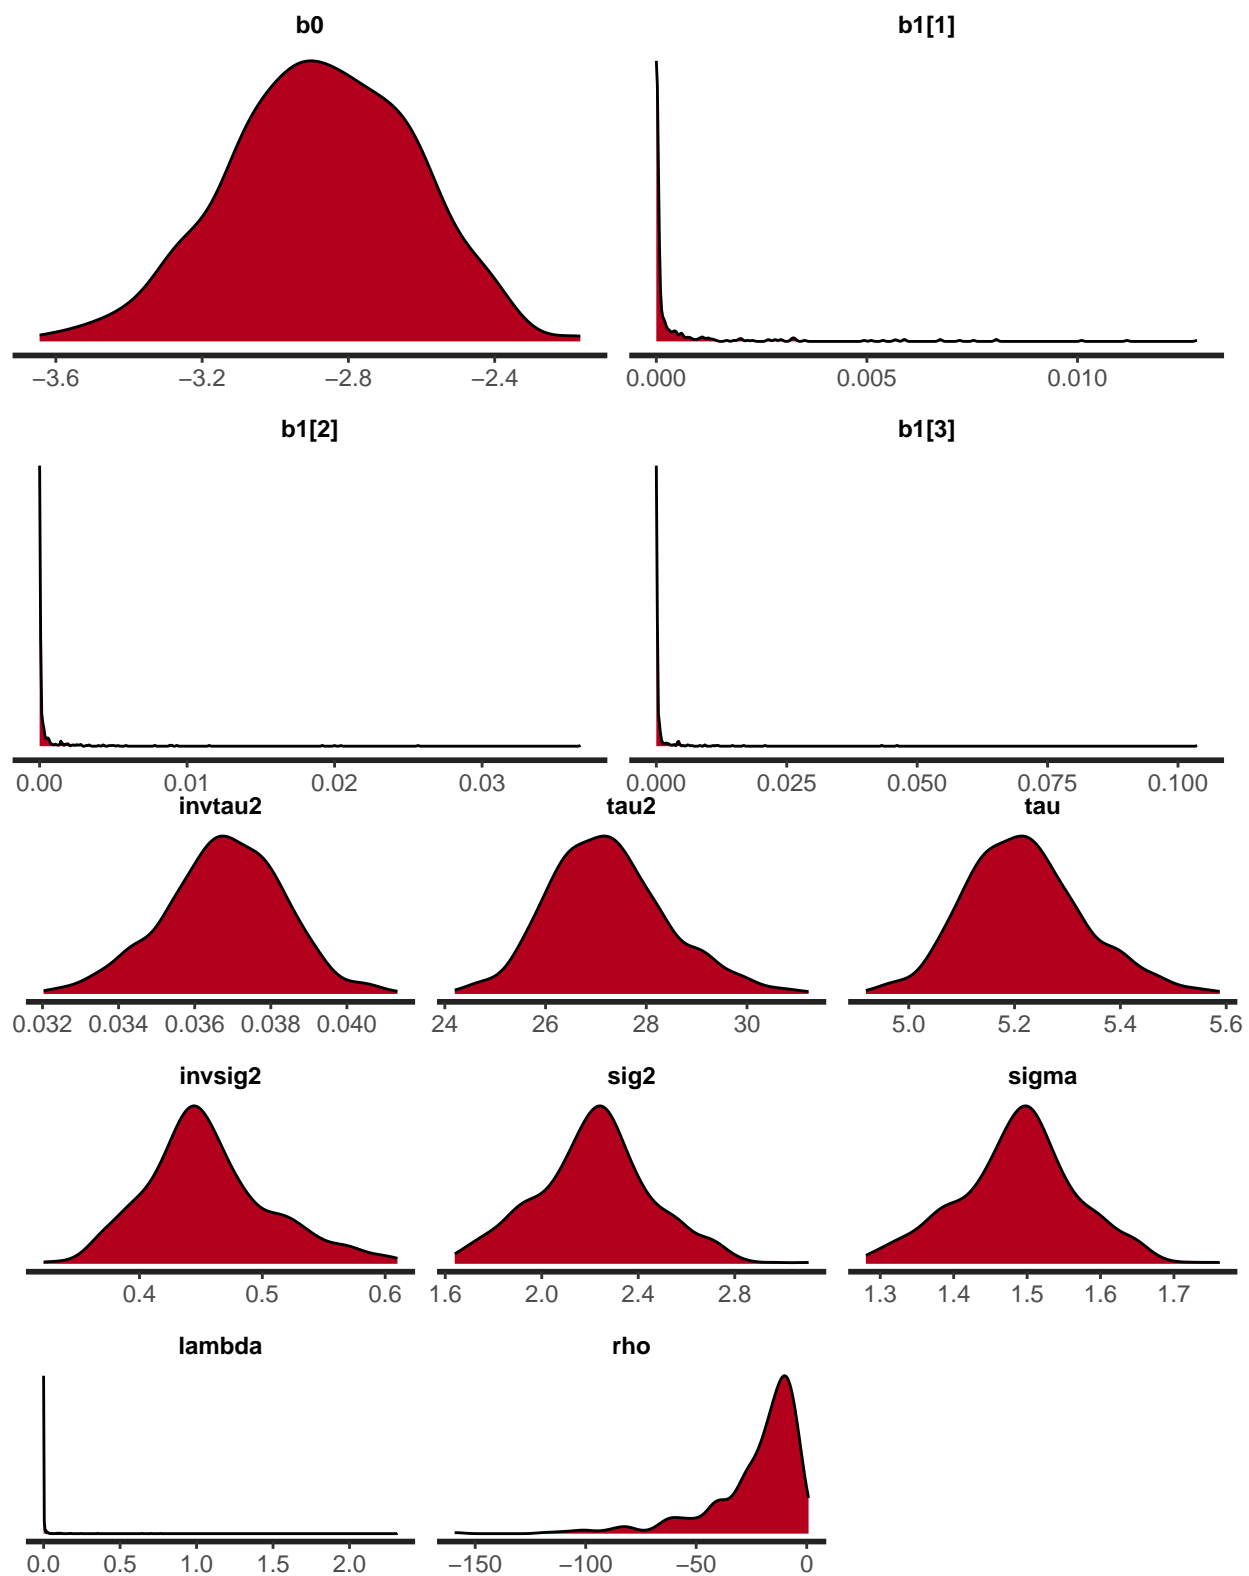 b0 b1[1]
−3.6 −3.2 −2.8 −2.4 0.000 0.005 0.010
b1[2] b1[3]
0.00 0.01 0.02 0.03 0.000 0.025 0.050 0.075 0.100
invtau2 tau2 tau
0.032 0.034 0.036 0.038 0.040 24 26 28 30 5.0 5.2 5.4 5.6
invsig2 sig2 sigma
0.4 0.5 0.6 1.6 2.0 2.4 2.8 1.3 1.4 1.5 1.6 1.7
lambda rho
0.0 0.5 1.0 1.5 2.0 −150 −100 −50 0